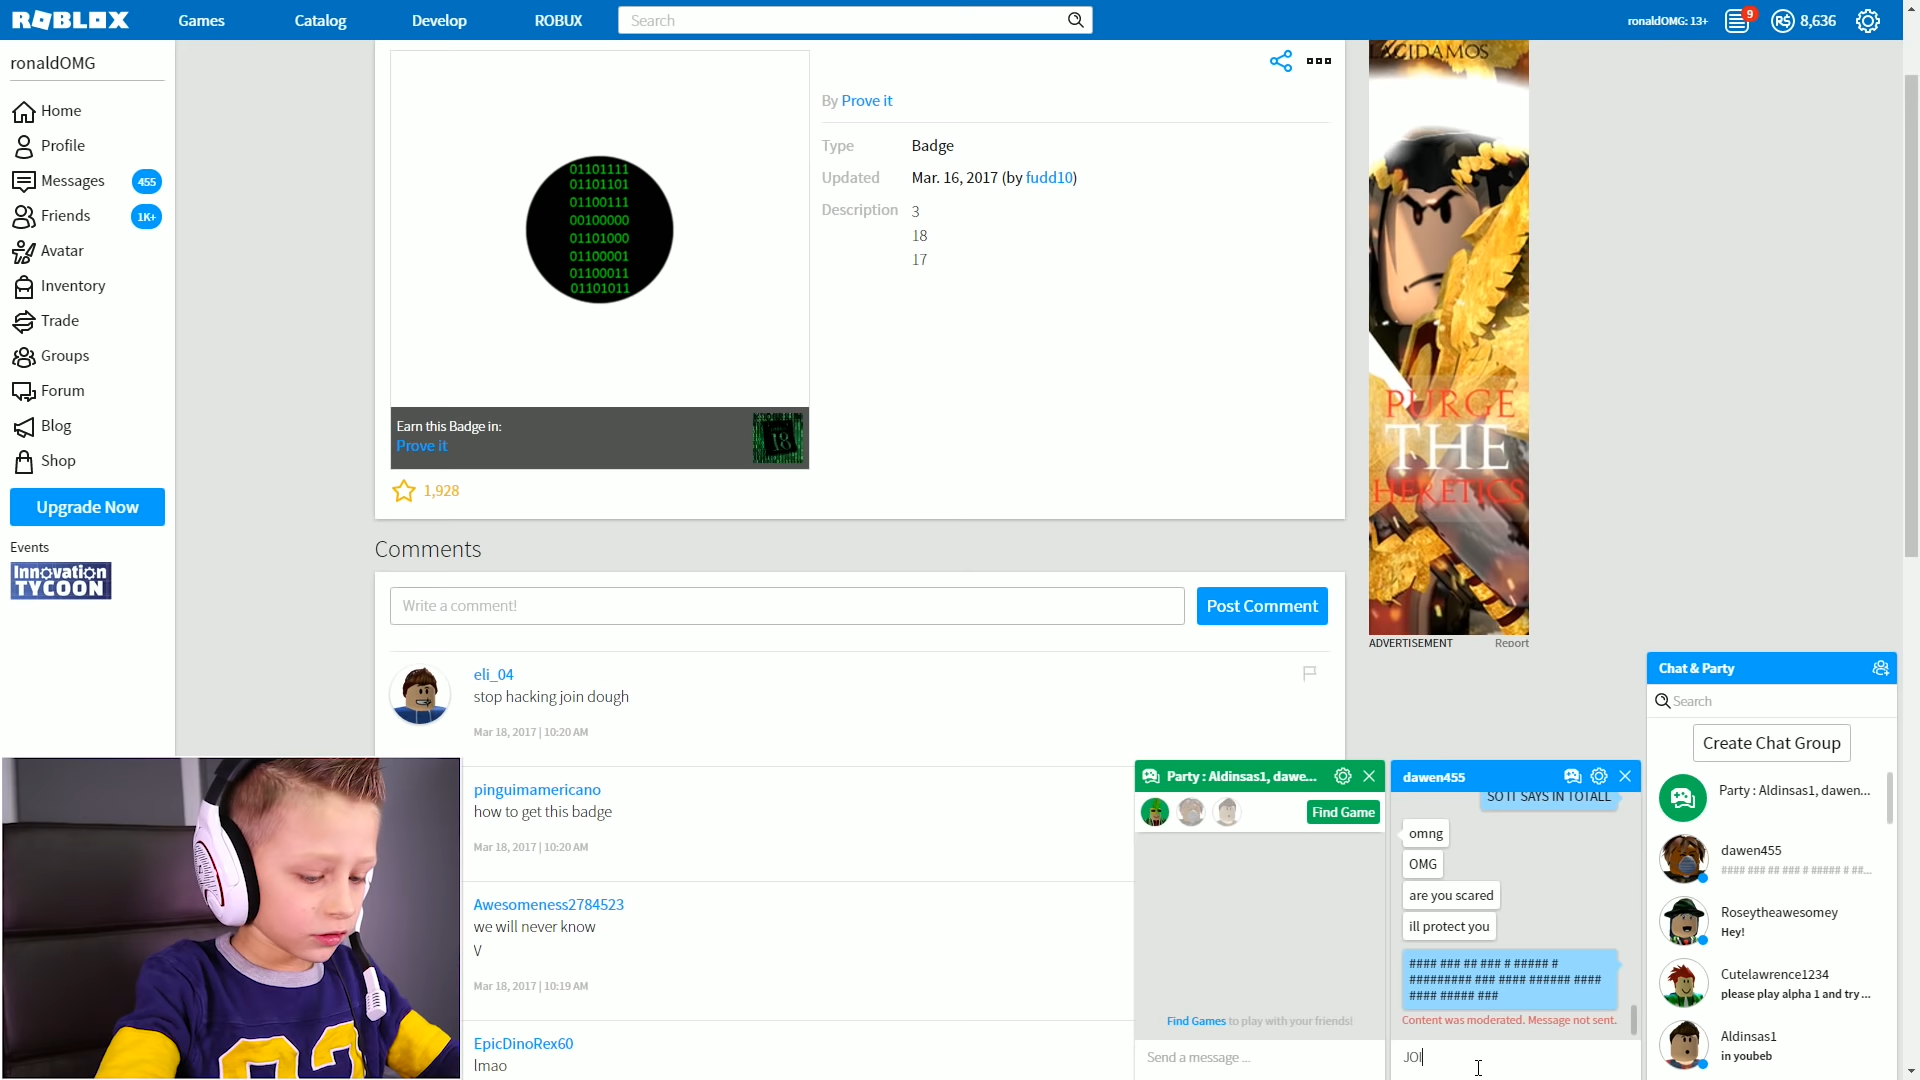 ROBLOX
Games
Catalog
Develop
ROBUX
Search
ronaldOMG: 13+
9
R$ 8,636
ronaldOMG
Home
Profile
Messages
455
Friends
1K+
Avatar
Inventory
Trade
Groups
Forum
Blog
Shop
Upgrade Now
Events
Innovation
TYCOON
01101111
01101101
01100111
00100000
01101000
01100001
01100011
01101011
Earn this Badge in:
Prove it
18
1,928
By Prove it
Type Badge
Updated Mar. 16, 2017 (by fudd10)
Description 3
18
17
PURGE
THE
HERETICS
ADVERTISEMENT
Report
Comments
Write a comment!
Post Comment
eli_04
stop hacking join dough
Mar 18, 2017 | 10:20 AM
pinguimamericano
how to get this badge
Mar 18, 2017 | 10:20 AM
Awesomeness2784523
we will never know
V
Mar 18, 2017 | 10:19 AM
EpicDinoRex60
lmao
02
Party : Aldinsas1, dawe...
Find Game
Find Games to play with your friends!
Send a message ...
dawen455
SO IT SAYS IN TOTALL
omng
OMG
are you scared
ill protect you
#### ### ## ### # ##### #
######### ### #### ###### ####
#### ##### ###
Content was moderated. Message not sent.
JOI
Chat & Party
Search
Create Chat Group
Party : Aldinsas1, dawen...
dawen455
#### ### ## ### # ##### # ##...
Roseytheawesomey
Hey!
Cutelawrence1234
please play alpha 1 and try ...
Aldinsas1
in youbeb